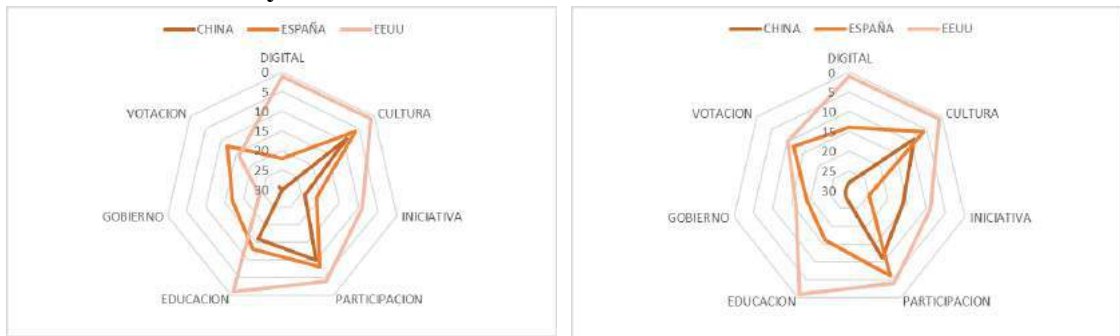 CHINA ESPAÑA EEUU
DIGITAL
0
5
10
15
20
25
30
CULTURA
INICIATIVA
PARTICIPACION
EDUCACION
GOBIERNO
VOTACION
CHINA ESPAÑA EEUU
DIGITAL
0
5
10
15
20
25
30
CULTURA
INICIATIVA
PARTICIPACION
EDUCACION
GOBIERNO
VOTACION